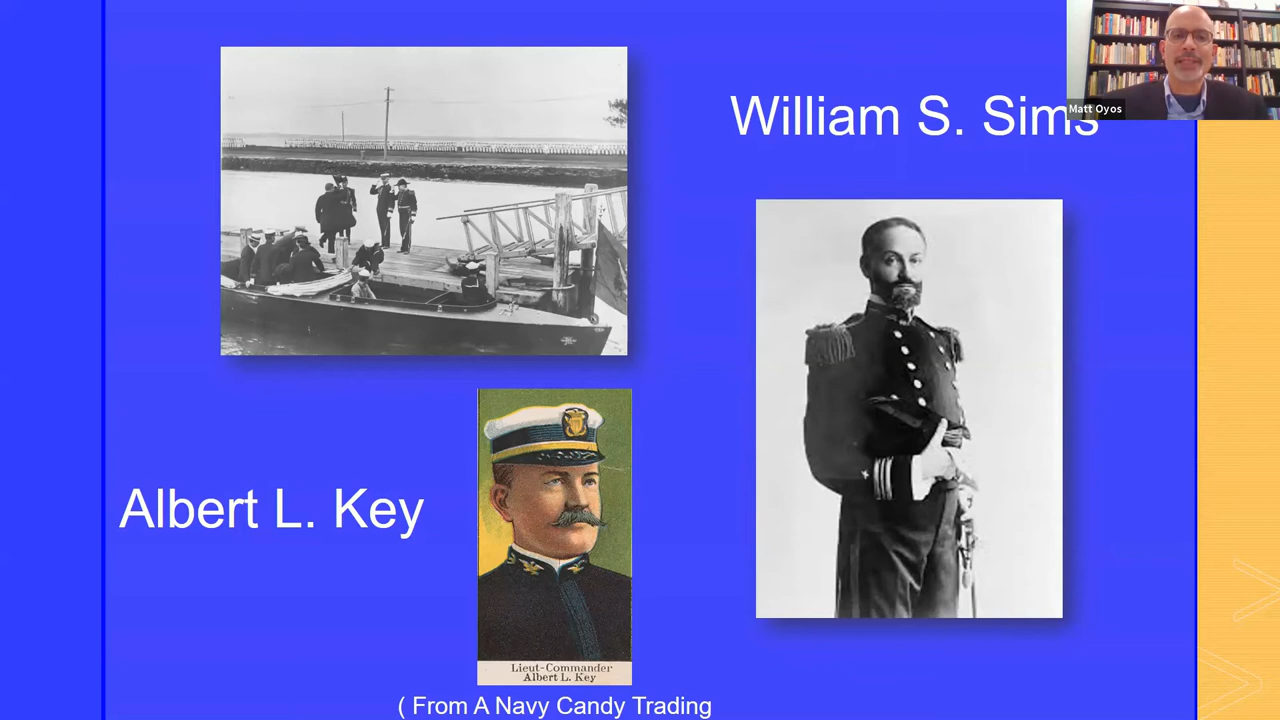 Matt Oyos
William S. Sims
Albert L. Key
Lieut-Commander
Albert L. Key
( From A Navy Candy Trading